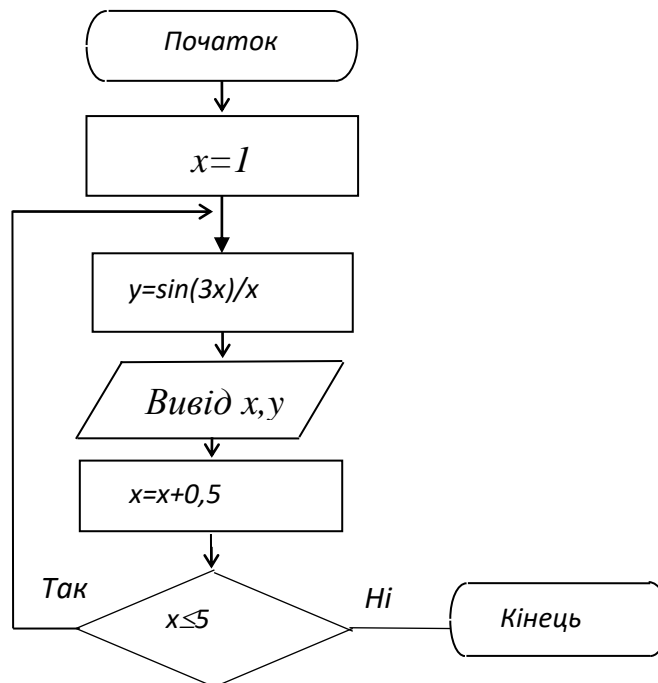 Початок
x=1
y=sin(3x)/x
Вивід x,y
x=x+0,5
Так
x≤5
Ні
Кінець